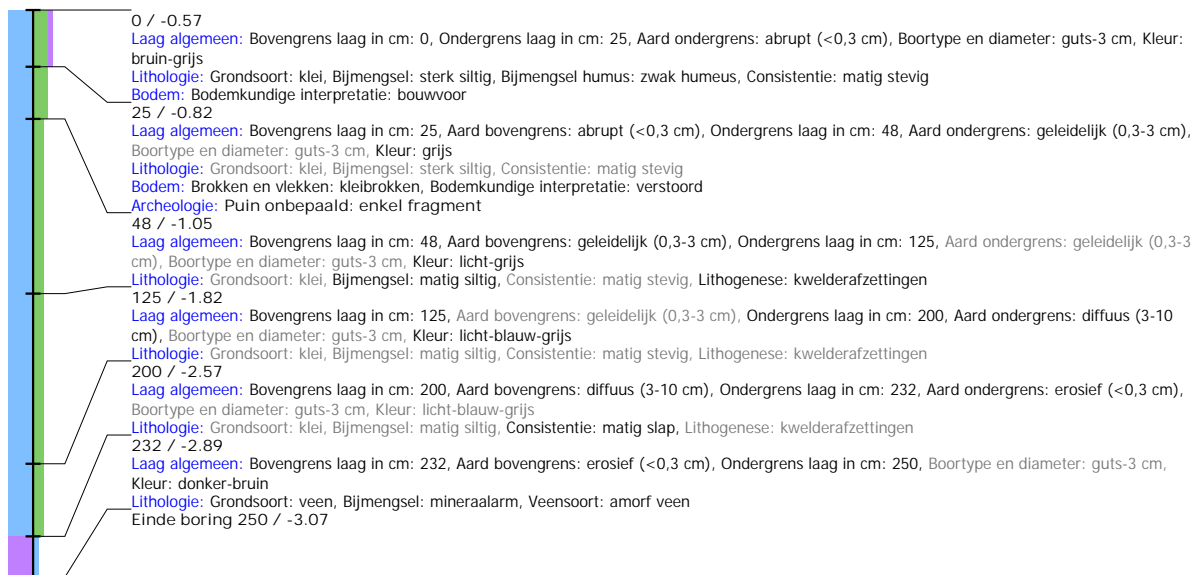 0 / -0.57
Laag algemeen: Bovengrens laag in cm: 0, Ondergrens laag in cm: 25, Aard ondergrens: abrupt (<0,3 cm), Boortype en diameter: guts-3 cm, Kleur:
bruin-grijs
Lithologie: Grondsoort: klei, Bijmengsel: sterk siltig, Bijmengsel humus: zwak humeus, Consistentie: matig stevig
Bodem: Bodemkundige interpretatie: bouwvoor
25 / -0.82
Laag algemeen: Bovengrens laag in cm: 25, Aard bovengrens: abrupt (<0,3 cm), Ondergrens laag in cm: 48, Aard ondergrens: geleidelijk (0,3-3 cm),
Boortype en diameter: guts-3 cm, Kleur: grijs
Lithologie: Grondsoort: klei, Bijmengsel: sterk siltig, Consistentie: matig stevig
Bodem: Brokken en vlekken: kleibrokken, Bodemkundige interpretatie: verstoord
Archeologie: Puin onbepaald: enkel fragment
48 / -1.05
Laag algemeen: Bovengrens laag in cm: 48, Aard bovengrens: geleidelijk (0,3-3 cm), Ondergrens laag in cm: 125, Aard ondergrens: geleidelijk (0,3-3
cm), Boortype en diameter: guts-3 cm, Kleur: licht-grijs
Lithologie: Grondsoort: klei, Bijmengsel: matig siltig, Consistentie: matig stevig, Lithogenese: kwelderafzettingen
125 / -1.82
Laag algemeen: Bovengrens laag in cm: 125, Aard bovengrens: geleidelijk (0,3-3 cm), Ondergrens laag in cm: 200, Aard ondergrens: diffuus (3-10
cm), Boortype en diameter: guts-3 cm, Kleur: licht-blauw-grijs
Lithologie: Grondsoort: klei, Bijmengsel: matig siltig, Consistentie: matig stevig, Lithogenese: kwelderafzettingen
200 / -2.57
Laag algemeen: Bovengrens laag in cm: 200, Aard bovengrens: diffuus (3-10 cm), Ondergrens laag in cm: 232, Aard ondergrens: erosief (<0,3 cm),
Boortype en diameter: guts-3 cm, Kleur: licht-blauw-grijs
Lithologie: Grondsoort: klei, Bijmengsel: matig siltig, Consistentie: matig slap, Lithogenese: kwelderafzettingen
232 / -2.89
Laag algemeen: Bovengrens laag in cm: 232, Aard bovengrens: erosief (<0,3 cm), Ondergrens laag in cm: 250, Boortype en diameter: guts-3 cm,
Kleur: donker-bruin
Lithologie: Grondsoort: veen, Bijmengsel: mineraalarm, Veensoort: amorf veen
Einde boring 250 / -3.07